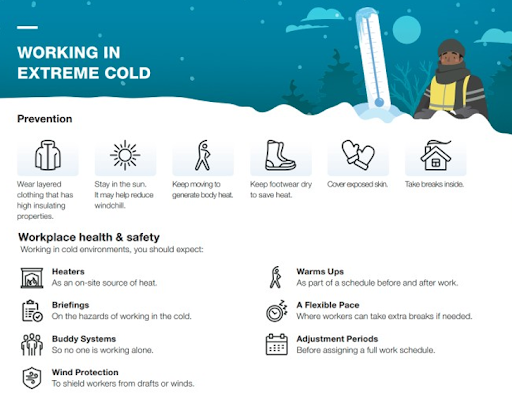 WORKING IN
EXTREME COLD
Prevention
Wear layered
clothing that has
high insulating
properties.
Stay in the sun.
It may help reduce
windchill.
Keep moving to
generate body heat.
Keep footwear dry
to save heat.
Cover exposed skin.
Take breaks inside.
Workplace health & safety
Working in cold environments, you should expect:
Heaters
As an on-site source of heat.
Briefings
On the hazards of working in the cold.
Buddy Systems
So no one is working alone.
Wind Protection
To shield workers from drafts or winds.
Warms Ups
As part of a schedule before and after work.
A Flexible Pace
Where workers can take extra breaks if needed.
Adjustment Periods
Before assigning a full work schedule.